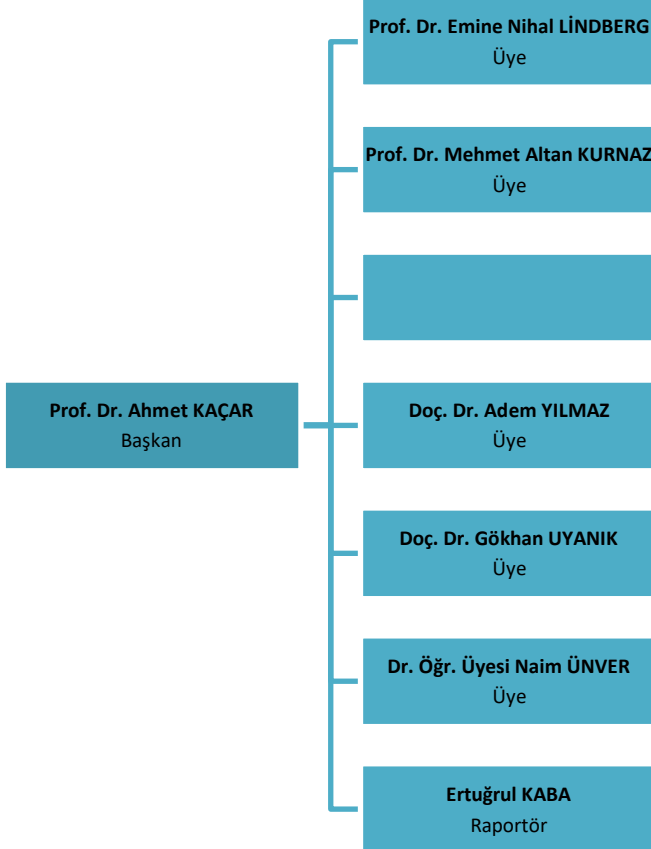 Prof. Dr. Emine Nihal LİNDBERG
Üye
Prof. Dr. Mehmet Altan KURNAZ
Üye
Prof. Dr. Ahmet KAÇAR
Başkan
Doç. Dr. Adem YILMAZ
Üye
Doç. Dr. Gökhan UYANIK
Üye
Dr. Öğr. Üyesi Naim ÜNVER
Üye
Ertuğrul KABA
Raportör